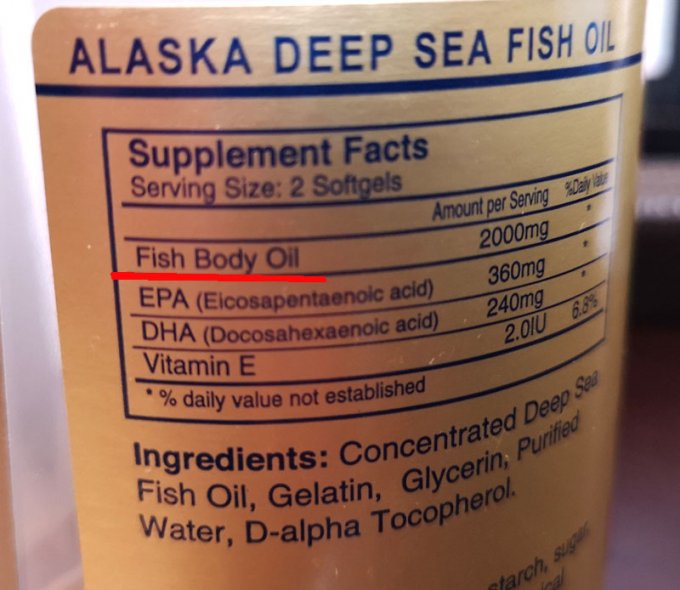 ALASKA DEEP SEA FISH OIL
Supplement Facts
Serving Size: 2 Softgels
Amount per Serving %Daily Value
Fish Body Oil 2000mg *
EPA (Eicosapentaenoic acid) 360mg *
DHA (Docosahexaenoic acid) 240mg *
Vitamin E 2.0IU 6.8%
* % daily value not established
Ingredients: Concentrated Deep Sea
Fish Oil, Gelatin, Glycerin, Purified
Water, D-alpha Tocopherol.
starch, sugar,